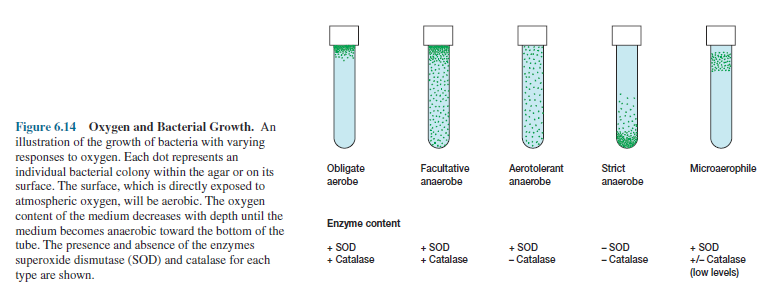 Figure 6.14 Oxygen and Bacterial Growth. An
illustration of the growth of bacteria with varying
responses to oxygen. Each dot represents an
individual bacterial colony within the agar or on its
surface. The surface, which is directly exposed to
atmospheric oxygen, will be aerobic. The oxygen
content of the medium decreases with depth until the
medium becomes anaerobic toward the bottom of the
tube. The presence and absence of the enzymes
superoxide dismutase (SOD) and catalase for each
type are shown.
Obligate
aerobe
Facultative
anaerobe
Aerotolerant
anaerobe
Strict
anaerobe
Microaerophile
Enzyme content
+ SOD
+ Catalase
+ SOD
+ Catalase
+ SOD
– Catalase
– SOD
– Catalase
+ SOD
+/– Catalase
(low levels)